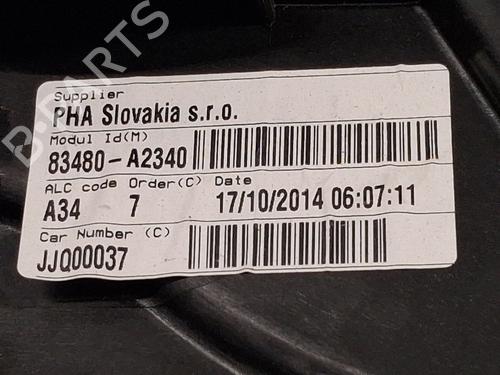 B-PARTS
Supplier
PHA Slovakia s.r.o.
Modul Id(M)
83480-A2340
ALC code Order(C) Date
A34 7 17/10/2014 06:07:11
Car Number (C)
JJQ00037